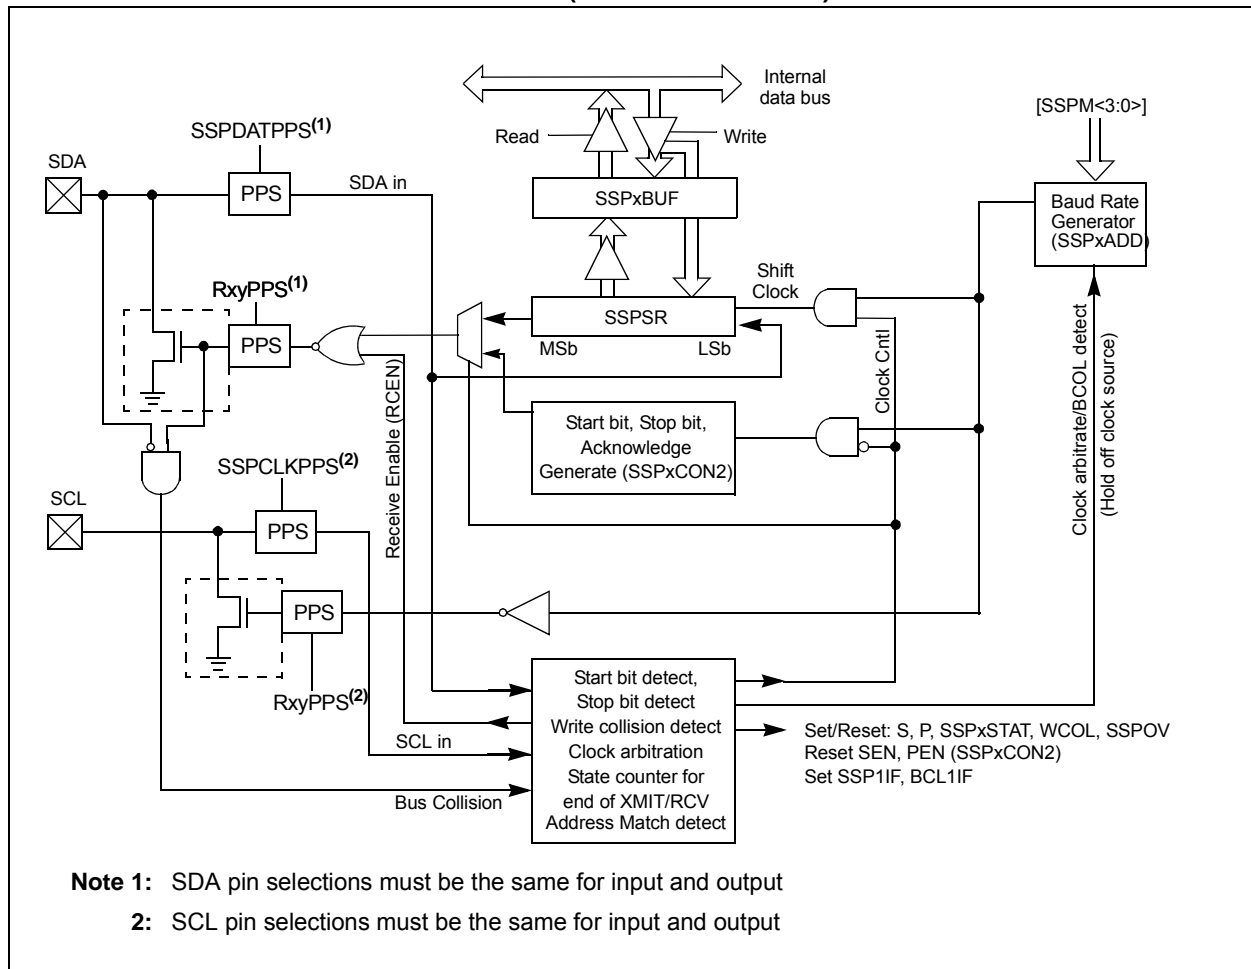 Internal
data bus
[SSPM<3:0>]
SSPDATPPS(1)
Read
Write
SDA
PPS
SDA in
SSPxBUF
Baud Rate
Generator
(SSPxADD)
RxyPPS(1)
Shift
Clock
PPS
SSPSR
MSb
LSb
Clock Cntl
Clock arbitrate/BCOL detect
(Hold off clock source)
Receive Enable (RCEN)
Start bit, Stop bit,
Acknowledge
Generate (SSPxCON2)
SSPCLKPPS(2)
SCL
PPS
PPS
RxyPPS(2)
SCL in
Bus Collision
Start bit detect,
Stop bit detect
Write collision detect
Clock arbitration
State counter for
end of XMIT/RCV
Address Match detect
Set/Reset: S, P, SSPxSTAT, WCOL, SSPOV
Reset SEN, PEN (SSPxCON2)
Set SSP1IF, BCL1IF
Note 1: SDA pin selections must be the same for input and output
2: SCL pin selections must be the same for input and output